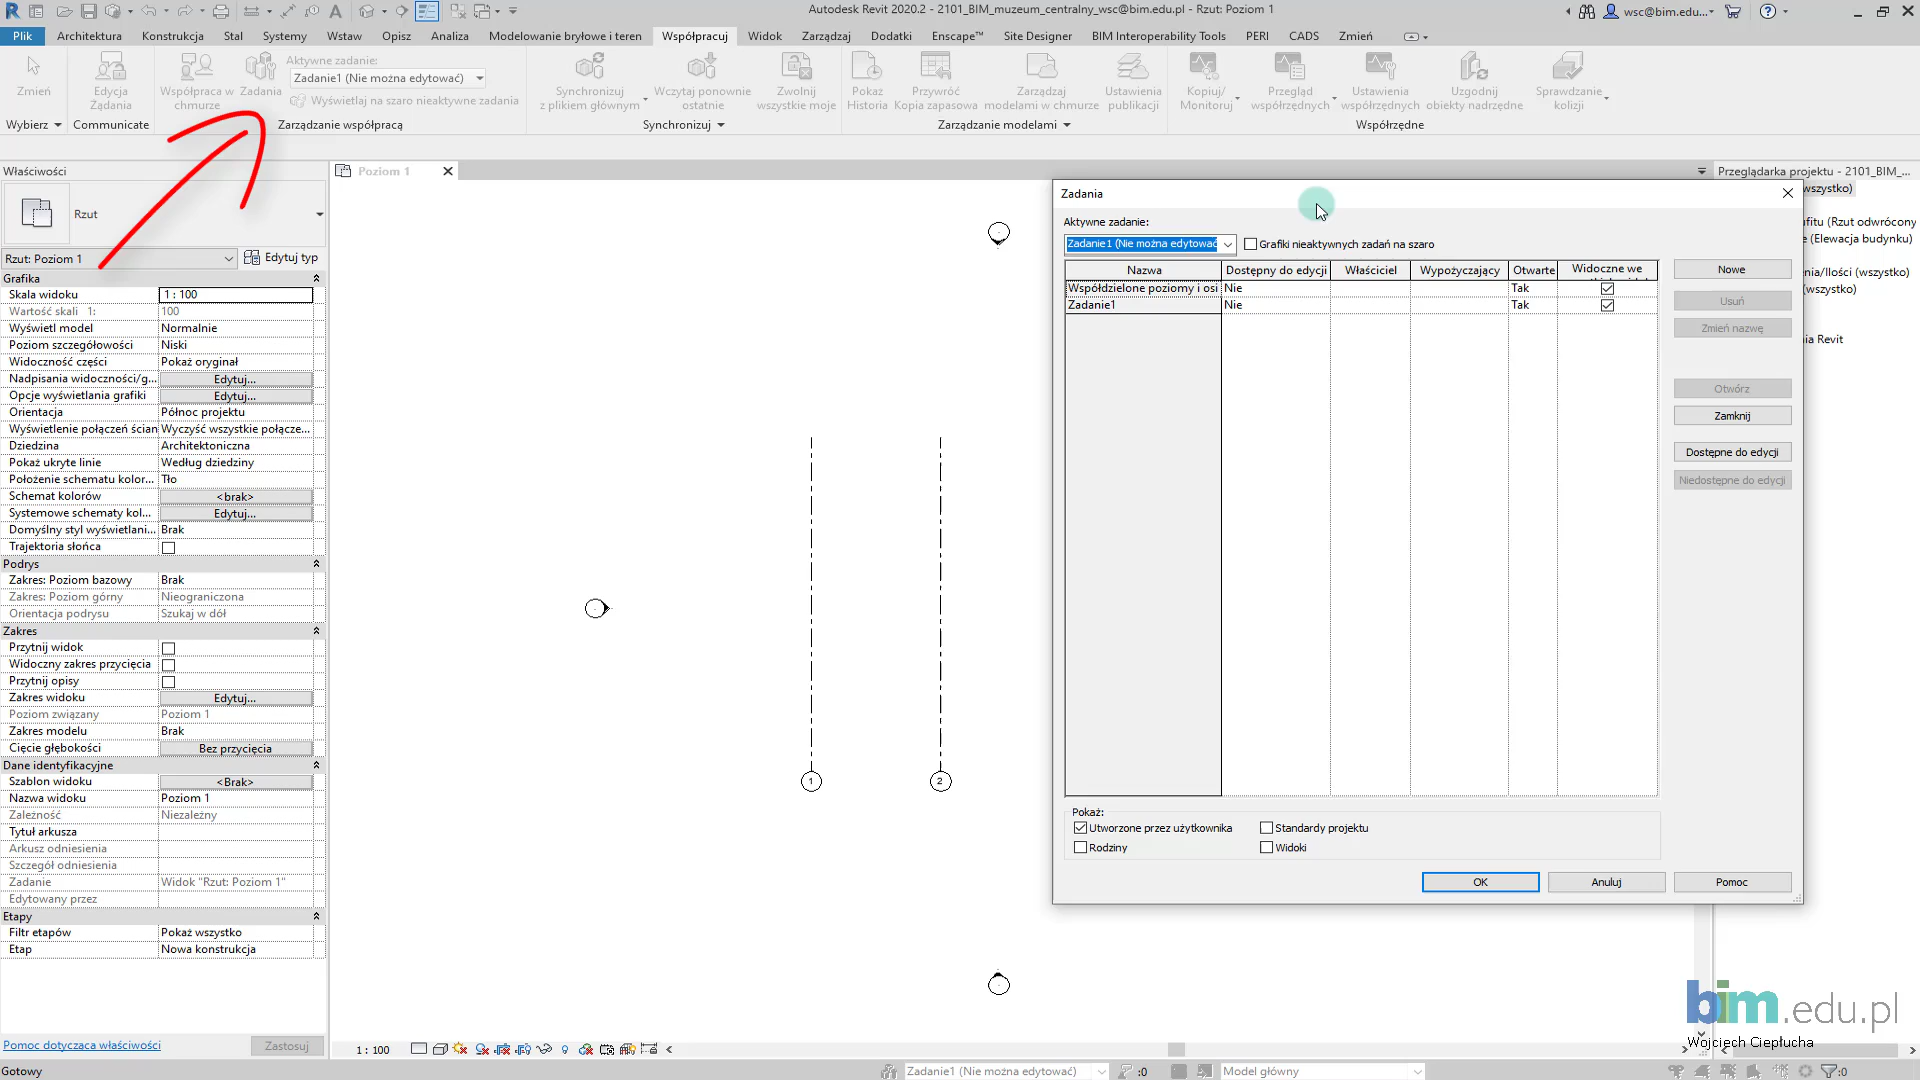 Autodesk Revit 2020.2 - 2101_BIM_muzeum_centralny_wsc@bim.edu.pl - Rzut: Poziom 1
wsc@bim.edu...
Plik Architektura Konstrukcja Stal Systemy Wstaw Opisz Analiza Modelowanie bryłowe i teren Współpracuj Widok Zarządzaj Dodatki Enscape™ Site Designer BIM Interoperability Tools PERI CADS Zmień
Zmień
Edycja Żądania
Współpraca w chmurze
Zadania
Aktywne zadanie:
Zadanie1 (Nie można edytować)
Wyświetlaj na szaro nieaktywne zadania
Synchronizuj z plikiem głównym
Wczytaj ponownie ostatnie
Zwolnij wszystkie moje
Pokaż Historia
Przywróć Kopia zapasowa
Zarządzaj modelami w chmurze
Ustawienia publikacji
Kopiuj/ Monitoruj
Przegląd współrzędnych
Ustawienia współrzędnych
Uzgodnij obiekty nadrzędne
Sprawdzanie kolizji
Wybierz Communicate Zarządzanie współpracą Synchronizuj Zarządzanie modelami Współrzędne
Właściwości
Rzut
Rzut: Poziom 1 Edytuj typ
Grafika
Skala widoku 1 : 100
Wartość skali 1: 100
Wyświetl model Normalnie
Poziom szczegółowości Niski
Widoczność części Pokaż oryginał
Nadpisania widoczności/g... Edytuj...
Opcje wyświetlania grafiki Edytuj...
Orientacja Północ projektu
Wyświetlenie połączeń ścian Wyczyść wszystkie połącze...
Dziedzina Architektoniczna
Pokaż ukryte linie Według dziedziny
Położenie schematu kolor... Tło
Schemat kolorów <brak>
Systemowe schematy kol... Edytuj...
Domyślny styl wyświetlani... Brak
Trajektoria słońca
Podrys
Zakres: Poziom bazowy Brak
Zakres: Poziom górny Nieograniczona
Orientacja podrysu Szukaj w dół
Zakres
Przytnij widok
Widoczny zakres przycięcia
Przytnij opisy
Zakres widoku Edytuj...
Poziom związany Poziom 1
Zakres modelu Brak
Cięcie głębokości Bez przycięcia
Dane identyfikacyjne
Szablon widoku <Brak>
Nazwa widoku Poziom 1
Zależność Niezależny
Tytuł arkusza
Arkusz odniesienia
Szczegół odniesienia
Zadanie Widok "Rzut: Poziom 1"
Edytowany przez
Etapy
Filtr etapów Pokaż wszystko
Etap Nowa konstrukcja
Pomoc dotycząca właściwości Zastosuj
Poziom 1
1
2
Zadania
Aktywne zadanie:
Zadanie1 (Nie można edytować Grafiki nieaktywnych zadań na szaro
Nazwa Dostępny do edycji Właściciel Wypożyczający Otwarte Widoczne we
Współdzielone poziomy i osi Nie Tak
Zadanie1 Nie Tak
Nowe
Usuń
Zmień nazwę
Otwórz
Zamknij
Dostępne do edycji
Niedostępne do edycji
Pokaż:
Utworzone przez użytkownika Standardy projektu
Rodziny Widoki
OK Anuluj Pomoc
Przeglądarka projektu - 2101_BIM_...
wszystko)
fitu (Rzut odwrócony
e (Elewacja budynku)
nia/Ilości (wszystko)
(wszystko)
ia Revit
bim.edu.pl
Wojciech Ciepłucha
1 : 100
Gotowy Zadanie1 (Nie można edytować) :0 Model główny :0